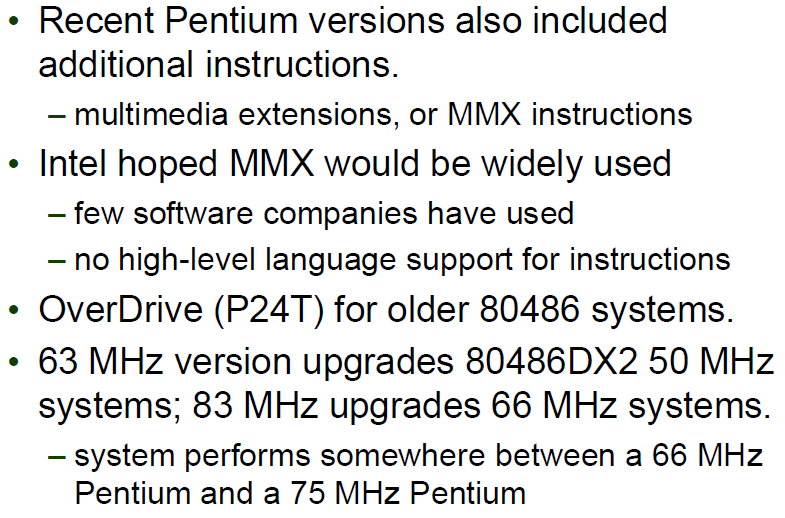 • Recent Pentium versions also included
additional instructions.
– multimedia extensions, or MMX instructions
• Intel hoped MMX would be widely used
– few software companies have used
– no high-level language support for instructions
• OverDrive (P24T) for older 80486 systems.
• 63 MHz version upgrades 80486DX2 50 MHz
systems; 83 MHz upgrades 66 MHz systems.
– system performs somewhere between a 66 MHz
Pentium and a 75 MHz Pentium